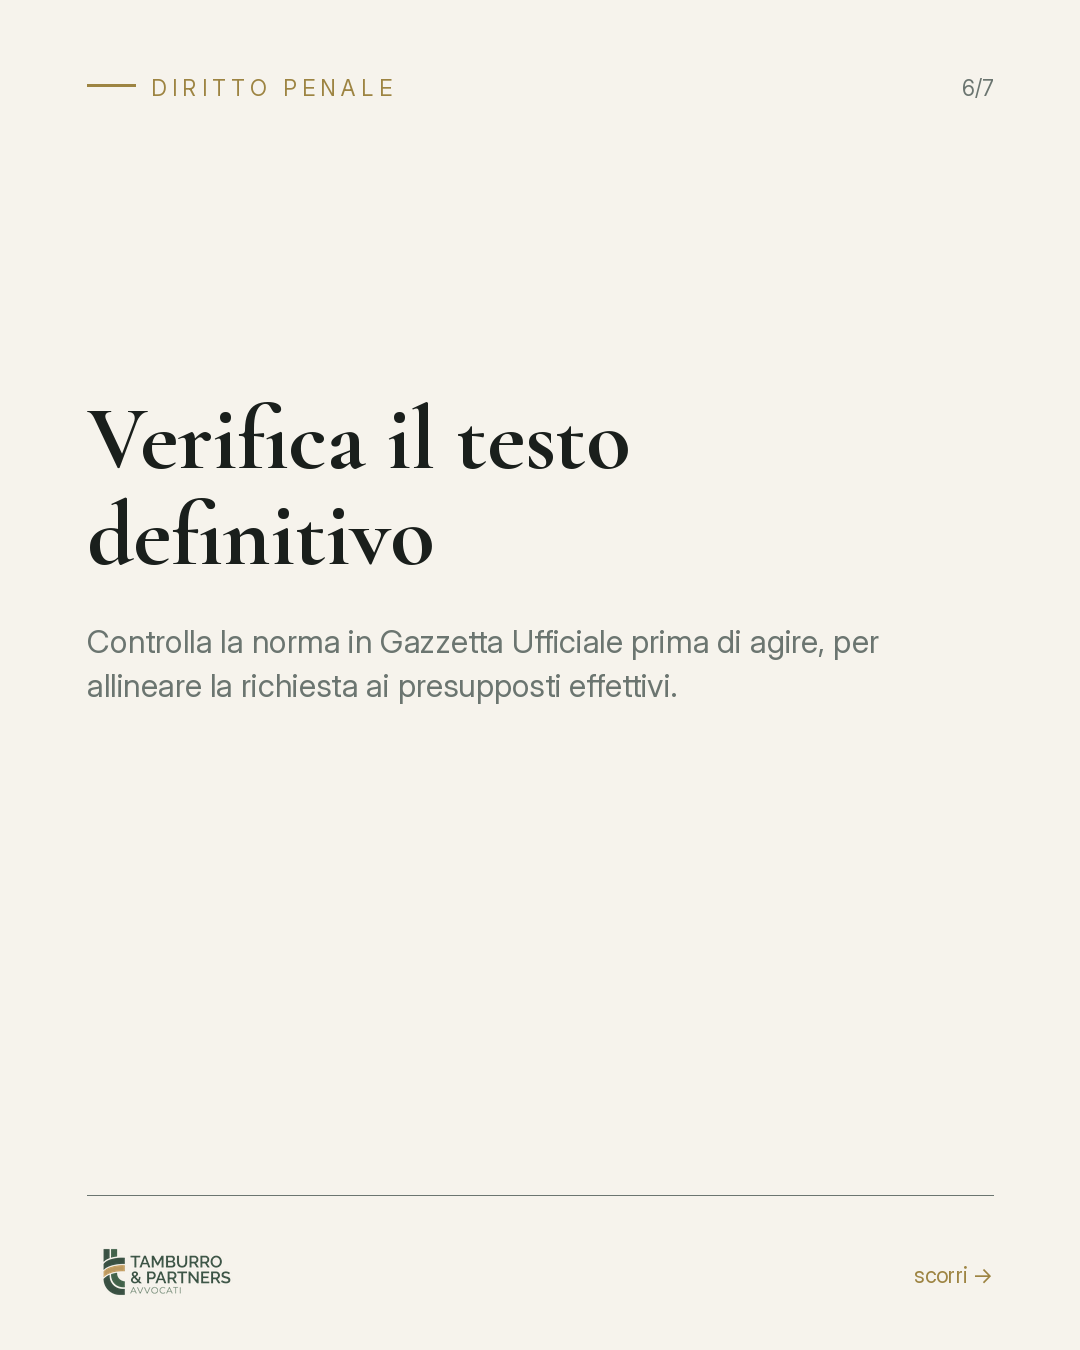 DIRITTO PENALE
6/7
Verifica il testo
definitivo
Controlla la norma in Gazzetta Ufficiale prima di agire, per
allineare la richiesta ai presupposti effettivi.
TAMBURRO
& PARTNERS
AVVOCATI
scorri →